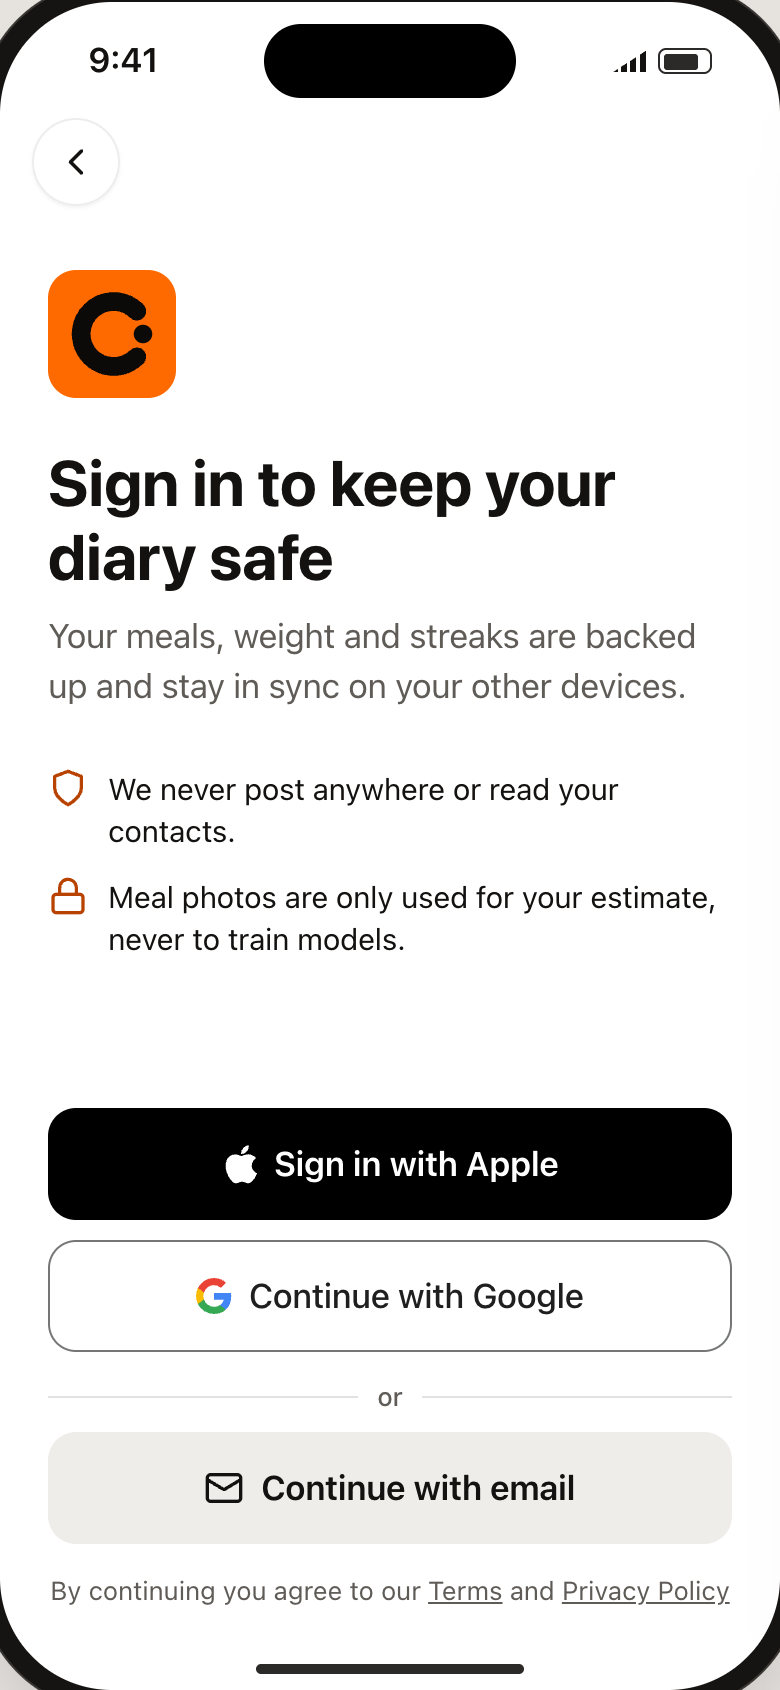 9:41
Sign in to keep your
diary safe
Your meals, weight and streaks are backed
up and stay in sync on your other devices.
We never post anywhere or read your
contacts.
Meal photos are only used for your estimate,
never to train models.
Sign in with Apple
Continue with Google
or
Continue with email
By continuing you agree to our Terms and Privacy Policy